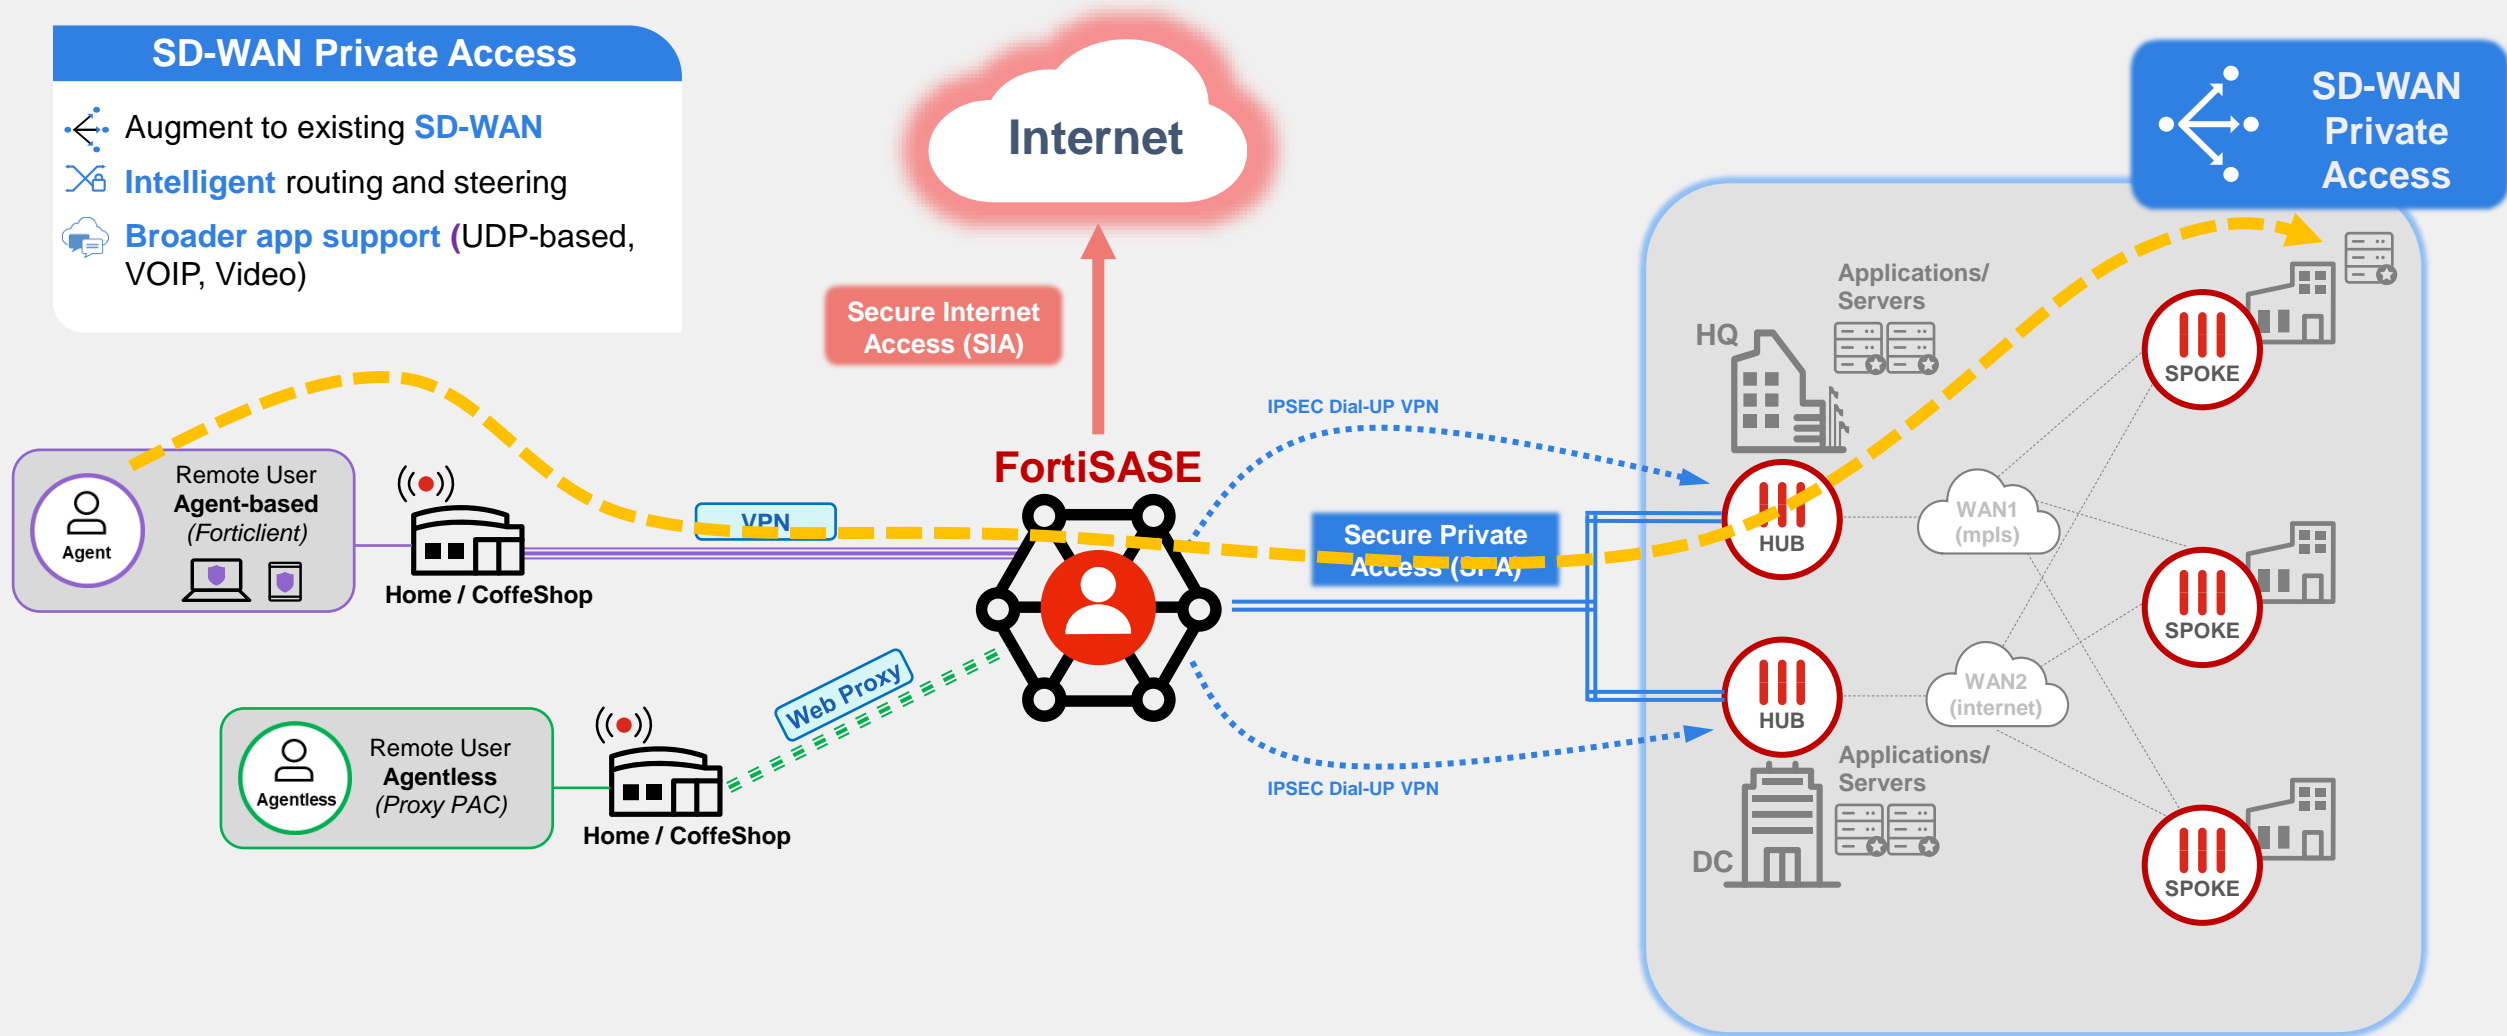 SD-WAN Private Access
Augment to existing SD-WAN
Intelligent routing and steering
Broader app support (UDP-based,
VOIP, Video)
Internet
Secure Internet
Access (SIA)
SD-WAN
Private
Access
Applications/
Servers
HQ
SPOKE
IPSEC Dial-UP VPN
FortiSASE
Remote User
Agent-based
(Forticlient)
Agent
Home / CoffeShop
VPN
Secure Private
Access (SPA)
HUB
WAN1
(mpls)
SPOKE
Web Proxy
HUB
WAN2
(internet)
Remote User
Agentless
(Proxy PAC)
Agentless
Home / CoffeShop
IPSEC Dial-UP VPN
Applications/
Servers
DC
SPOKE